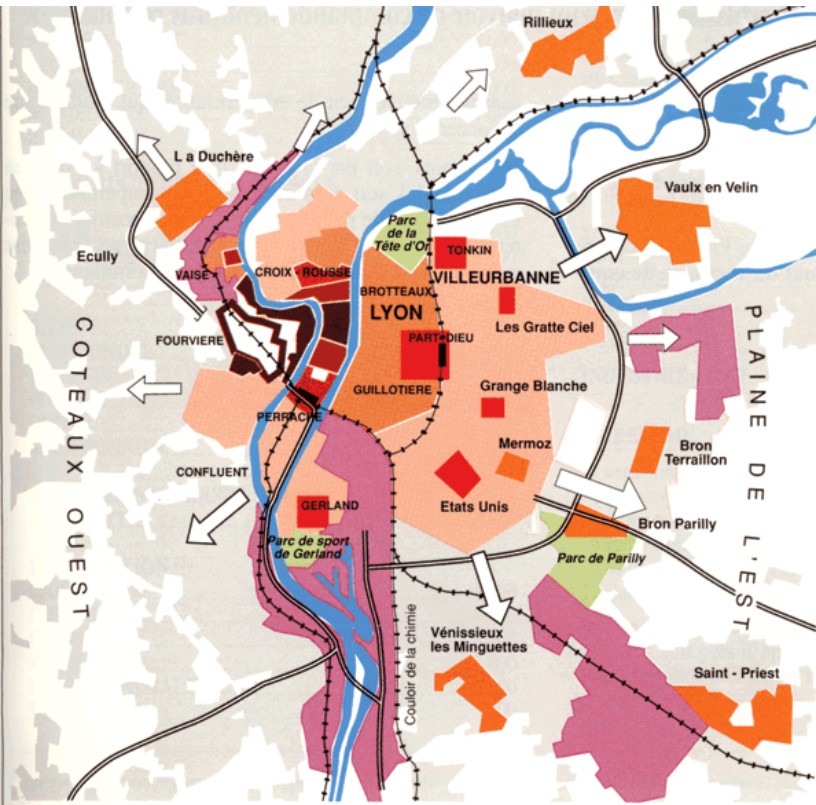 Rillieux
La Duchère
Vaulx en Velin
Parc
de la
Tête d'Or
Ecully
TONKIN
VAISE
CROIX - ROUSSE
VILLEURBANNE
BROTTEAUX
LYON
Les Gratte Ciel
FOURVIERE
PART-DIEU
GUILLOTIERE
Grange Blanche
PERRACHE
Mermoz
Bron
Terraillon
CONFLUENT
Etats Unis
GERLAND
Bron Parilly
Parc de sport
de Gerland
Parc de Parilly
COTEAUX OUEST
PLAINE DE L'EST
Couloir de la chimie
Vénissieux
les Minguettes
Saint - Priest